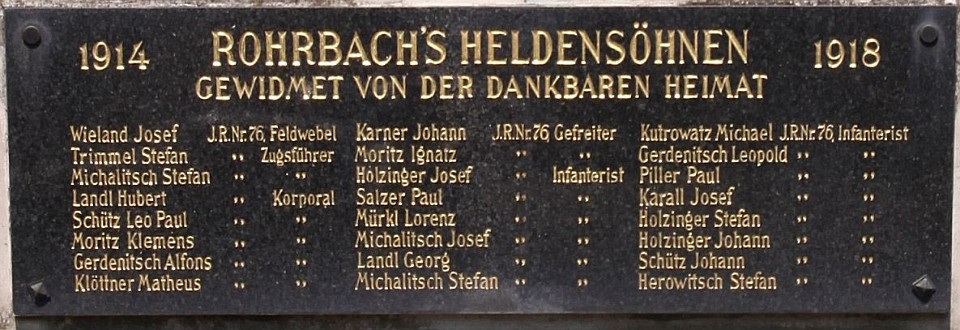 1914 ROHRBACH'S HELDENSÖHNEN 1918
GEWIDMET VON DER DANKBAREN HEIMAT
Wieland Josef J.R.Nr.76, Feldwebel Karner Johann J.R.Nr.76, Gefreiter Kutrowatz Michael J.R.Nr.76, Infanterist
Trimmel Stefan " Zugsführer Moritz Ignatz " " Gerdenitsch Leopold " "
Michalitsch Stefan " " Holzinger Josef " Infanterist Piller Paul " "
Landl Hubert " Korporal Salzer Paul " " Karall Josef " "
Schütz Leo Paul " " Mürkl Lorenz " " Holzinger Stefan " "
Moritz Klemens " " Michalitsch Josef " " Holzinger Johann " "
Gerdenitsch Alfons " " Landl Georg " " Schütz Johann " "
Klöttner Matheus " " Michalitsch Stefan " " Herowitsch Stefan " "